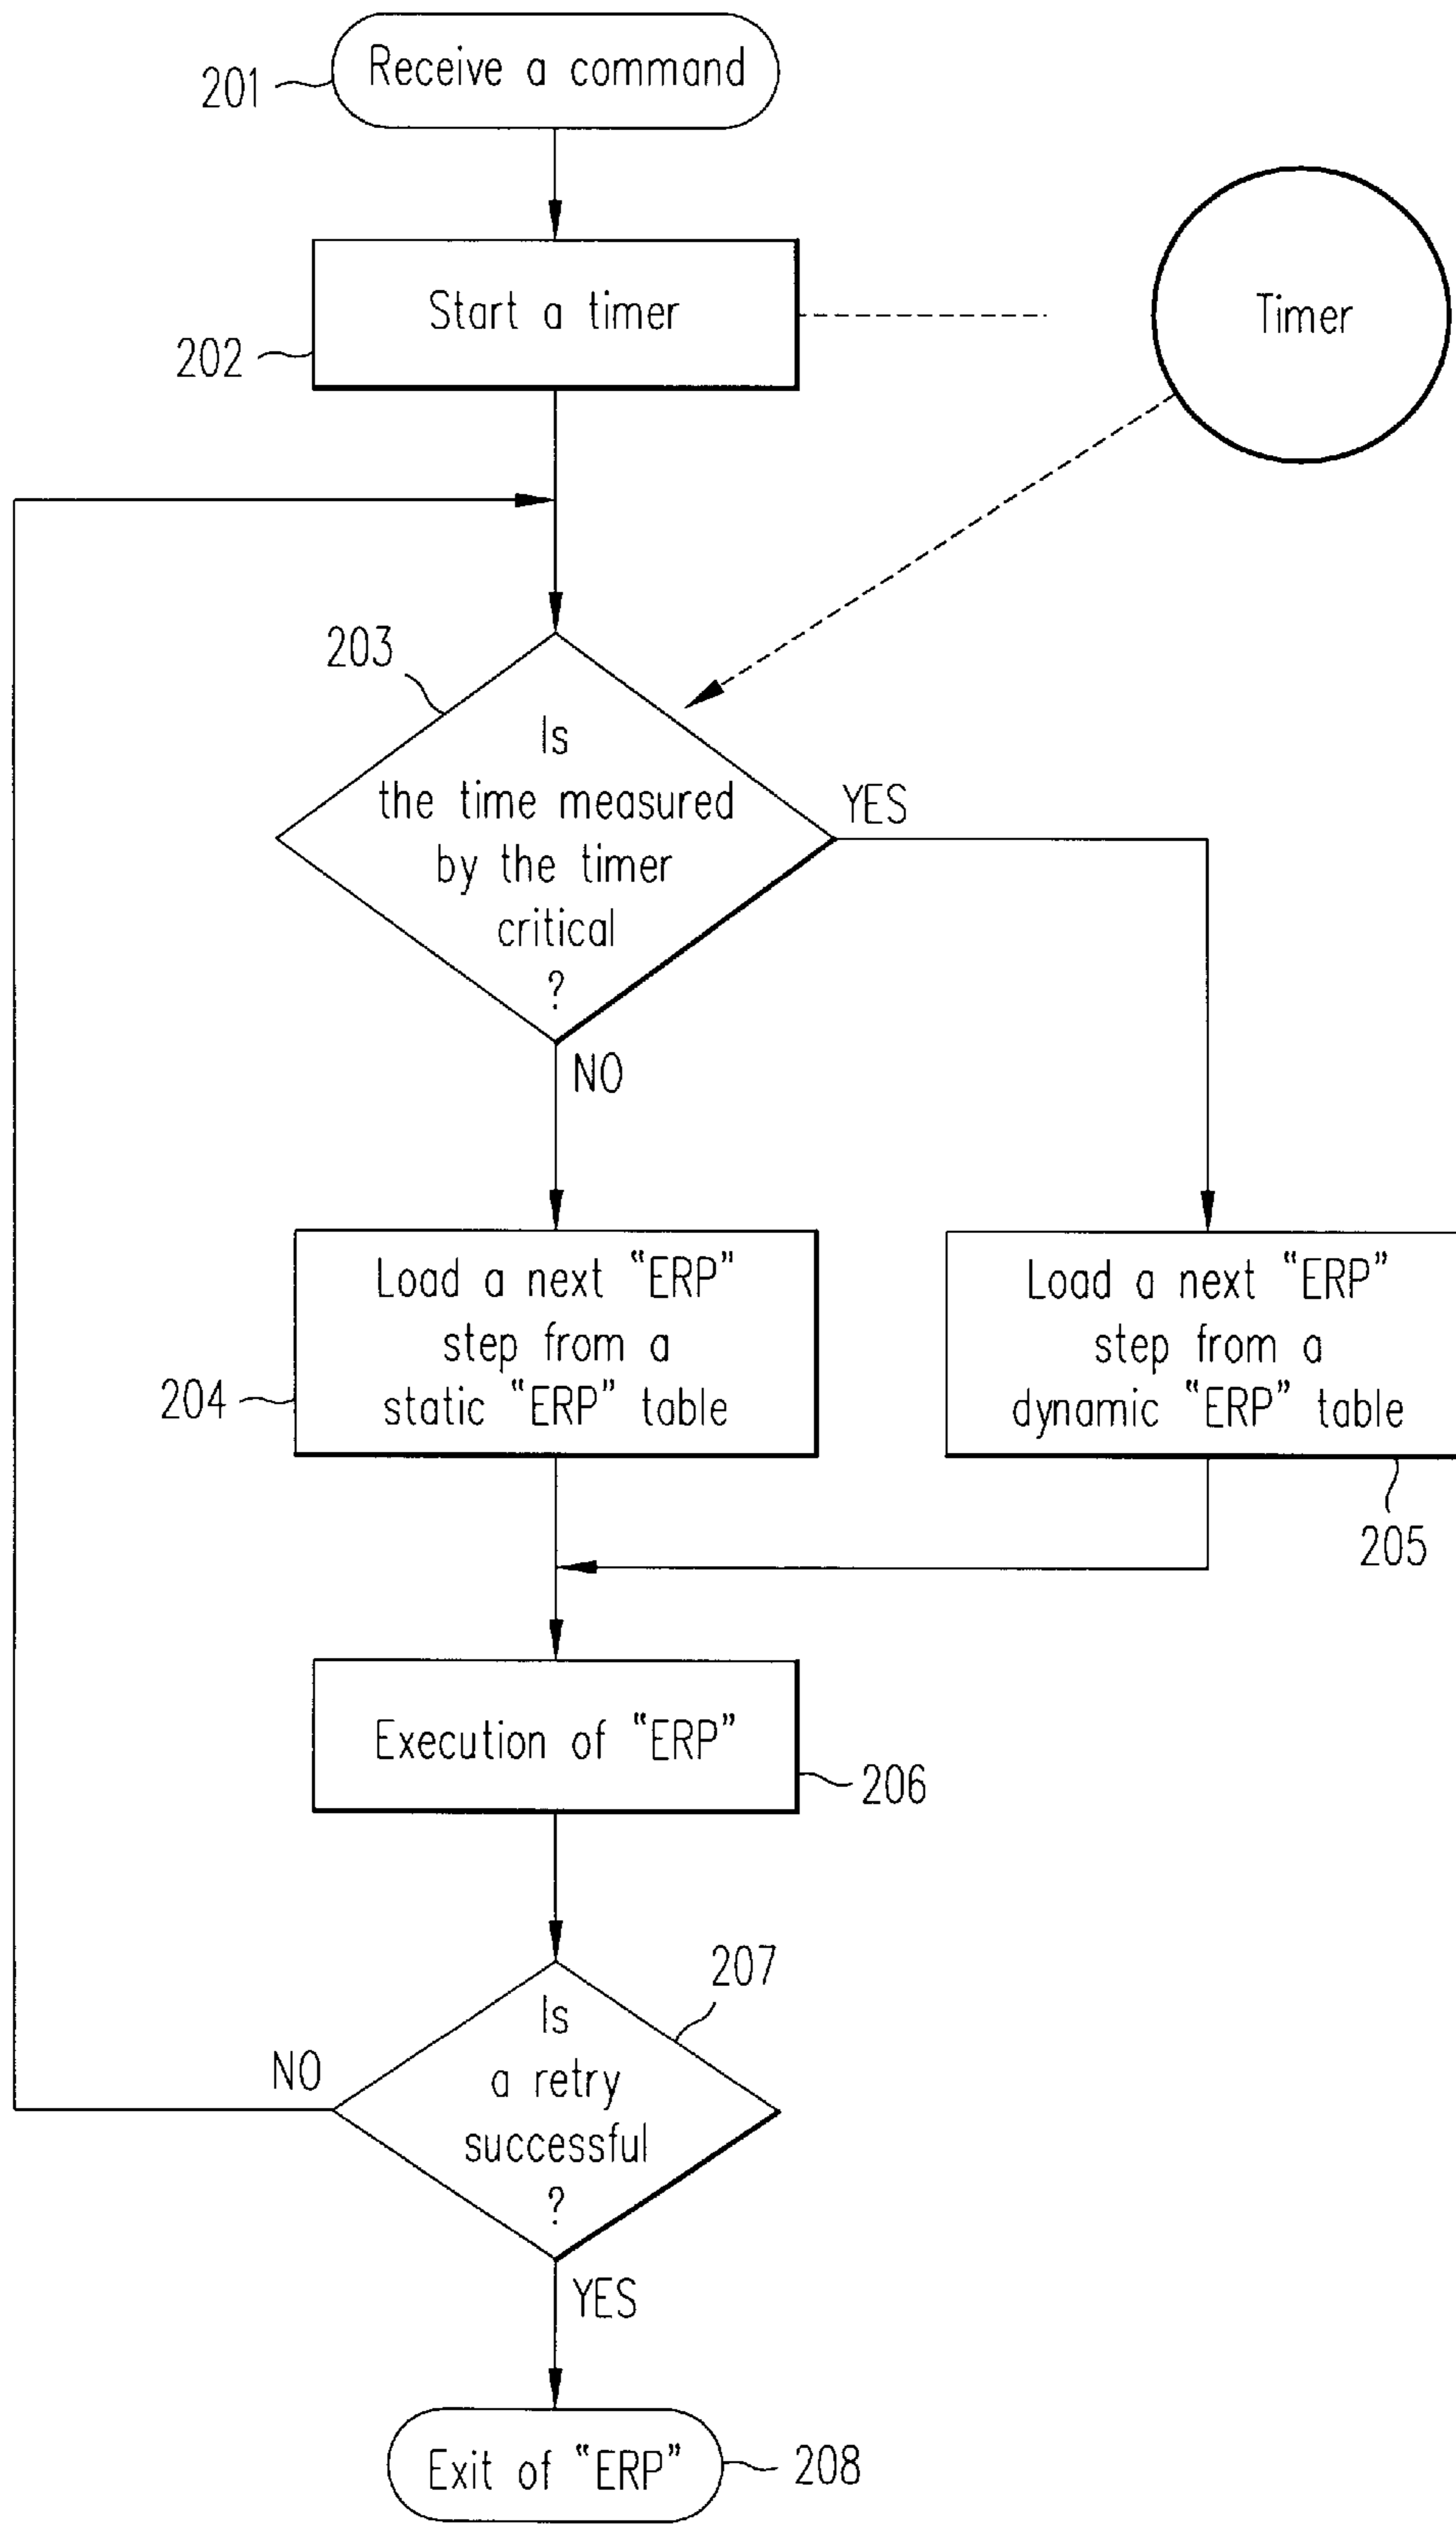 Receive a command
201
Start a timer
202
Timer
203
Is
the time measured
by the timer
critical
?
YES
NO
Load a next “ERP”
step from a
static “ERP” table
204
Load a next “ERP”
step from a
dynamic “ERP” table
205
Execution of “ERP”
206
207
Is
a retry
successful
?
NO
YES
Exit of “ERP”
208